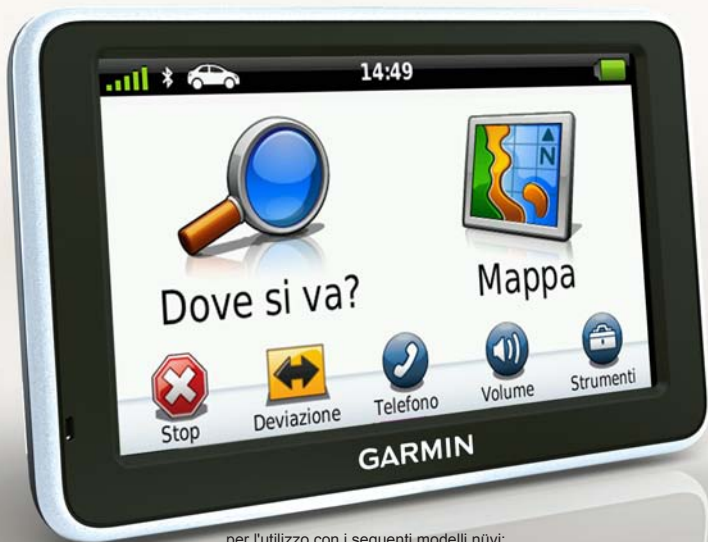 14:49
N
Dove si va?
Mappa
Stop
Deviazione
Telefono
Volume
Strumenti
GARMIN
per l'utilizzo con i seguenti modelli nüvi: